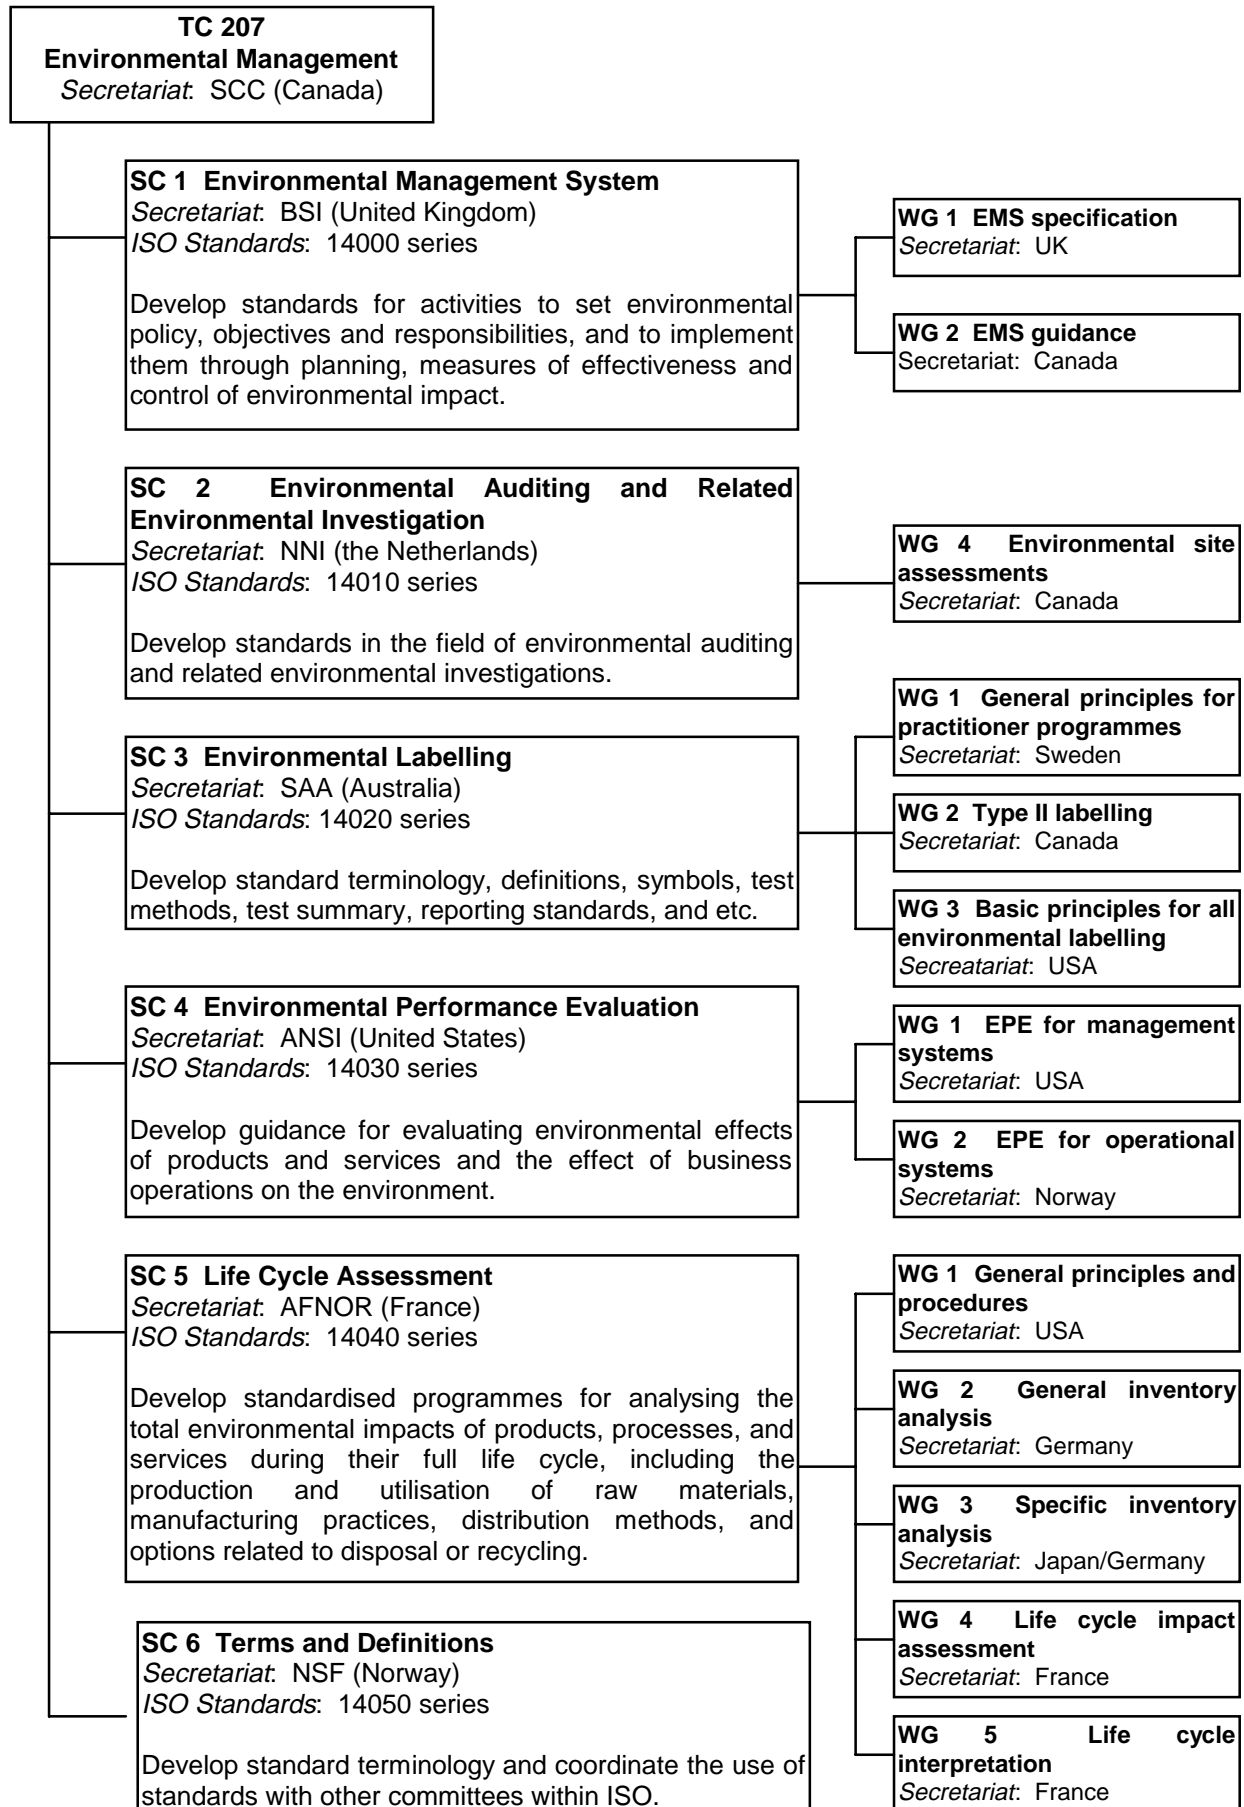 TC 207
Environmental Management
Secretariat: SCC (Canada)
SC 1 Environmental Management System
Secretariat: BSI (United Kingdom)
ISO Standards: 14000 series
Develop standards for activities to set environmental
policy, objectives and responsibilities, and to implement
them through planning, measures of effectiveness and
control of environmental impact.
WG 1 EMS specification
Secretariat: UK
WG 2 EMS guidance
Secretariat: Canada
SC 2 Environmental Auditing and Related
Environmental Investigation
Secretariat: NNI (the Netherlands)
ISO Standards: 14010 series
Develop standards in the field of environmental auditing
and related environmental investigations.
WG 4 Environmental site
assessments
Secretariat: Canada
SC 3 Environmental Labelling
Secretariat: SAA (Australia)
ISO Standards: 14020 series
Develop standard terminology, definitions, symbols, test
methods, test summary, reporting standards, and etc.
WG 1 General principles for
practitioner programmes
Secretariat: Sweden
WG 2 Type II labelling
Secretariat: Canada
WG 3 Basic principles for all
environmental labelling
Secreatariat: USA
SC 4 Environmental Performance Evaluation
Secretariat: ANSI (United States)
ISO Standards: 14030 series
Develop guidance for evaluating environmental effects
of products and services and the effect of business
operations on the environment.
WG 1 EPE for management
systems
Secretariat: USA
WG 2 EPE for operational
systems
Secretariat: Norway
SC 5 Life Cycle Assessment
Secretariat: AFNOR (France)
ISO Standards: 14040 series
Develop standardised programmes for analysing the
total environmental impacts of products, processes, and
services during their full life cycle, including the
production and utilisation of raw materials,
manufacturing practices, distribution methods, and
options related to disposal or recycling.
WG 1 General principles and
procedures
Secretariat: USA
WG 2 General inventory
analysis
Secretariat: Germany
WG 3 Specific inventory
analysis
Secretariat: Japan/Germany
WG 4 Life cycle impact
assessment
Secretariat: France
WG 5 Life cycle
interpretation
Secretariat: France
SC 6 Terms and Definitions
Secretariat: NSF (Norway)
ISO Standards: 14050 series
Develop standard terminology and coordinate the use of
standards with other committees within ISO.